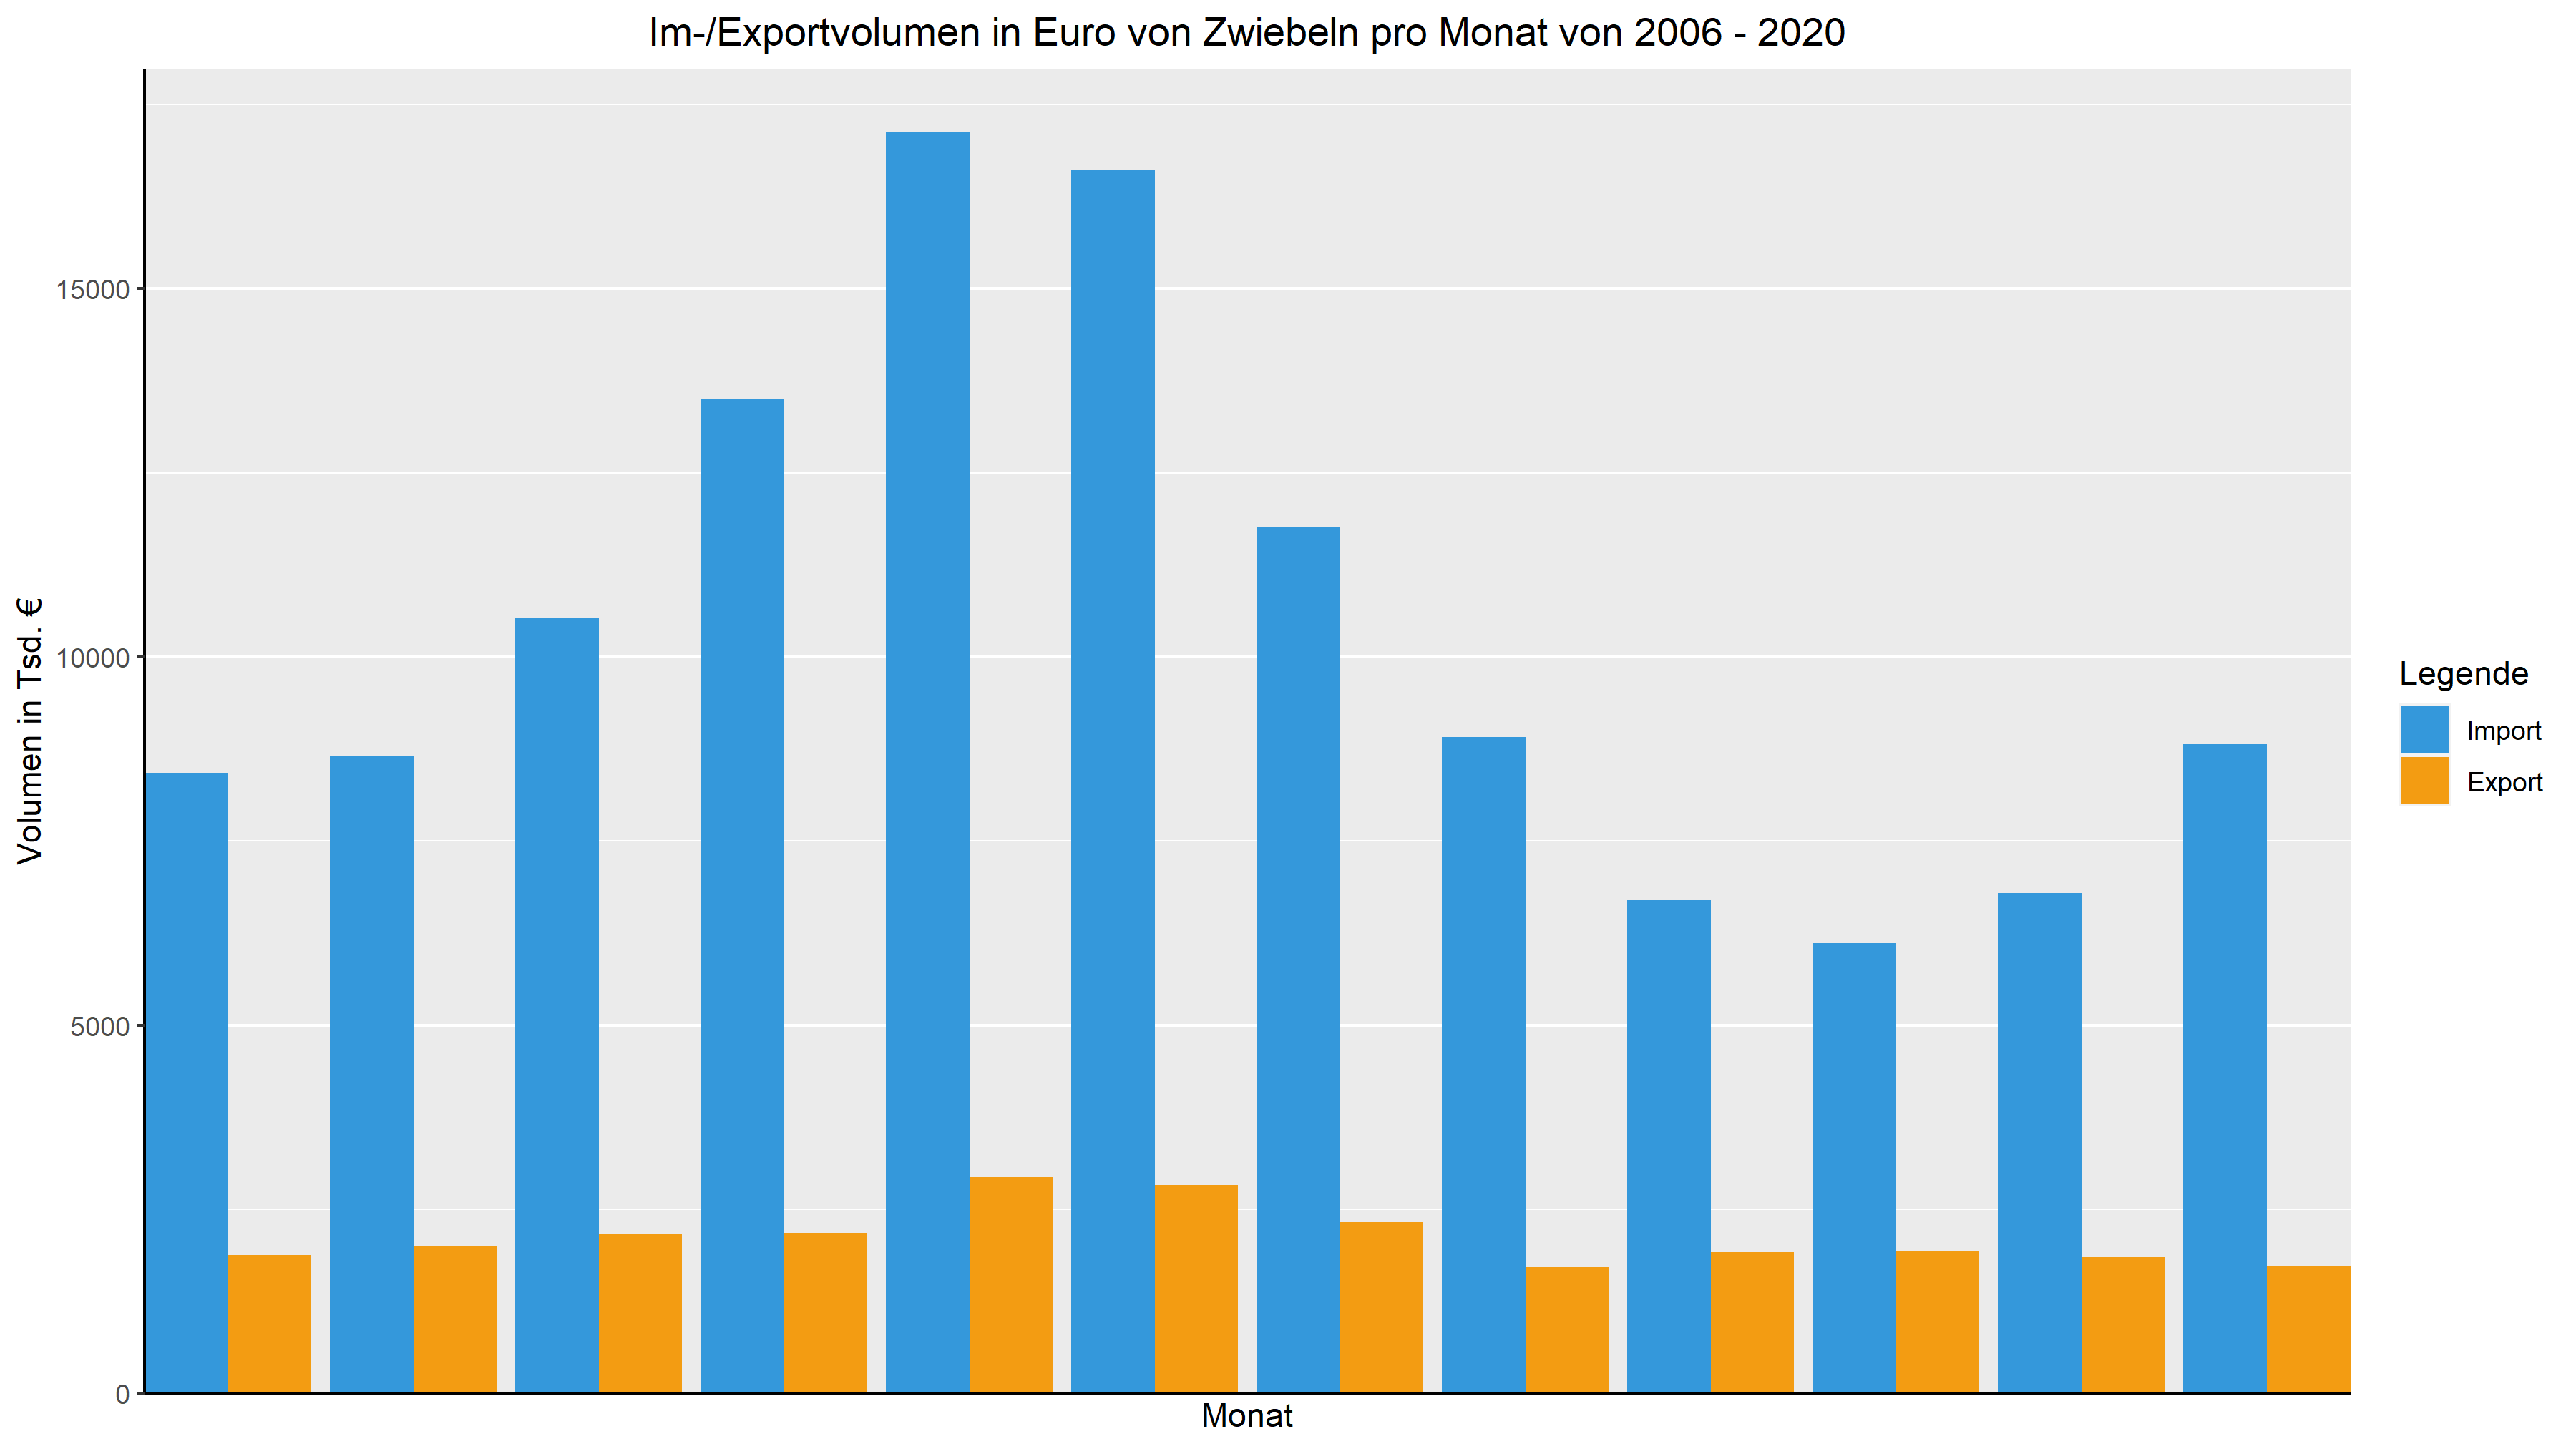 Im-/Exportvolumen in Euro von Zwiebeln pro Monat von 2006 - 2020
Volumen in Tsd. €
15000
10000
5000
0
Monat
Legende
Import
Export